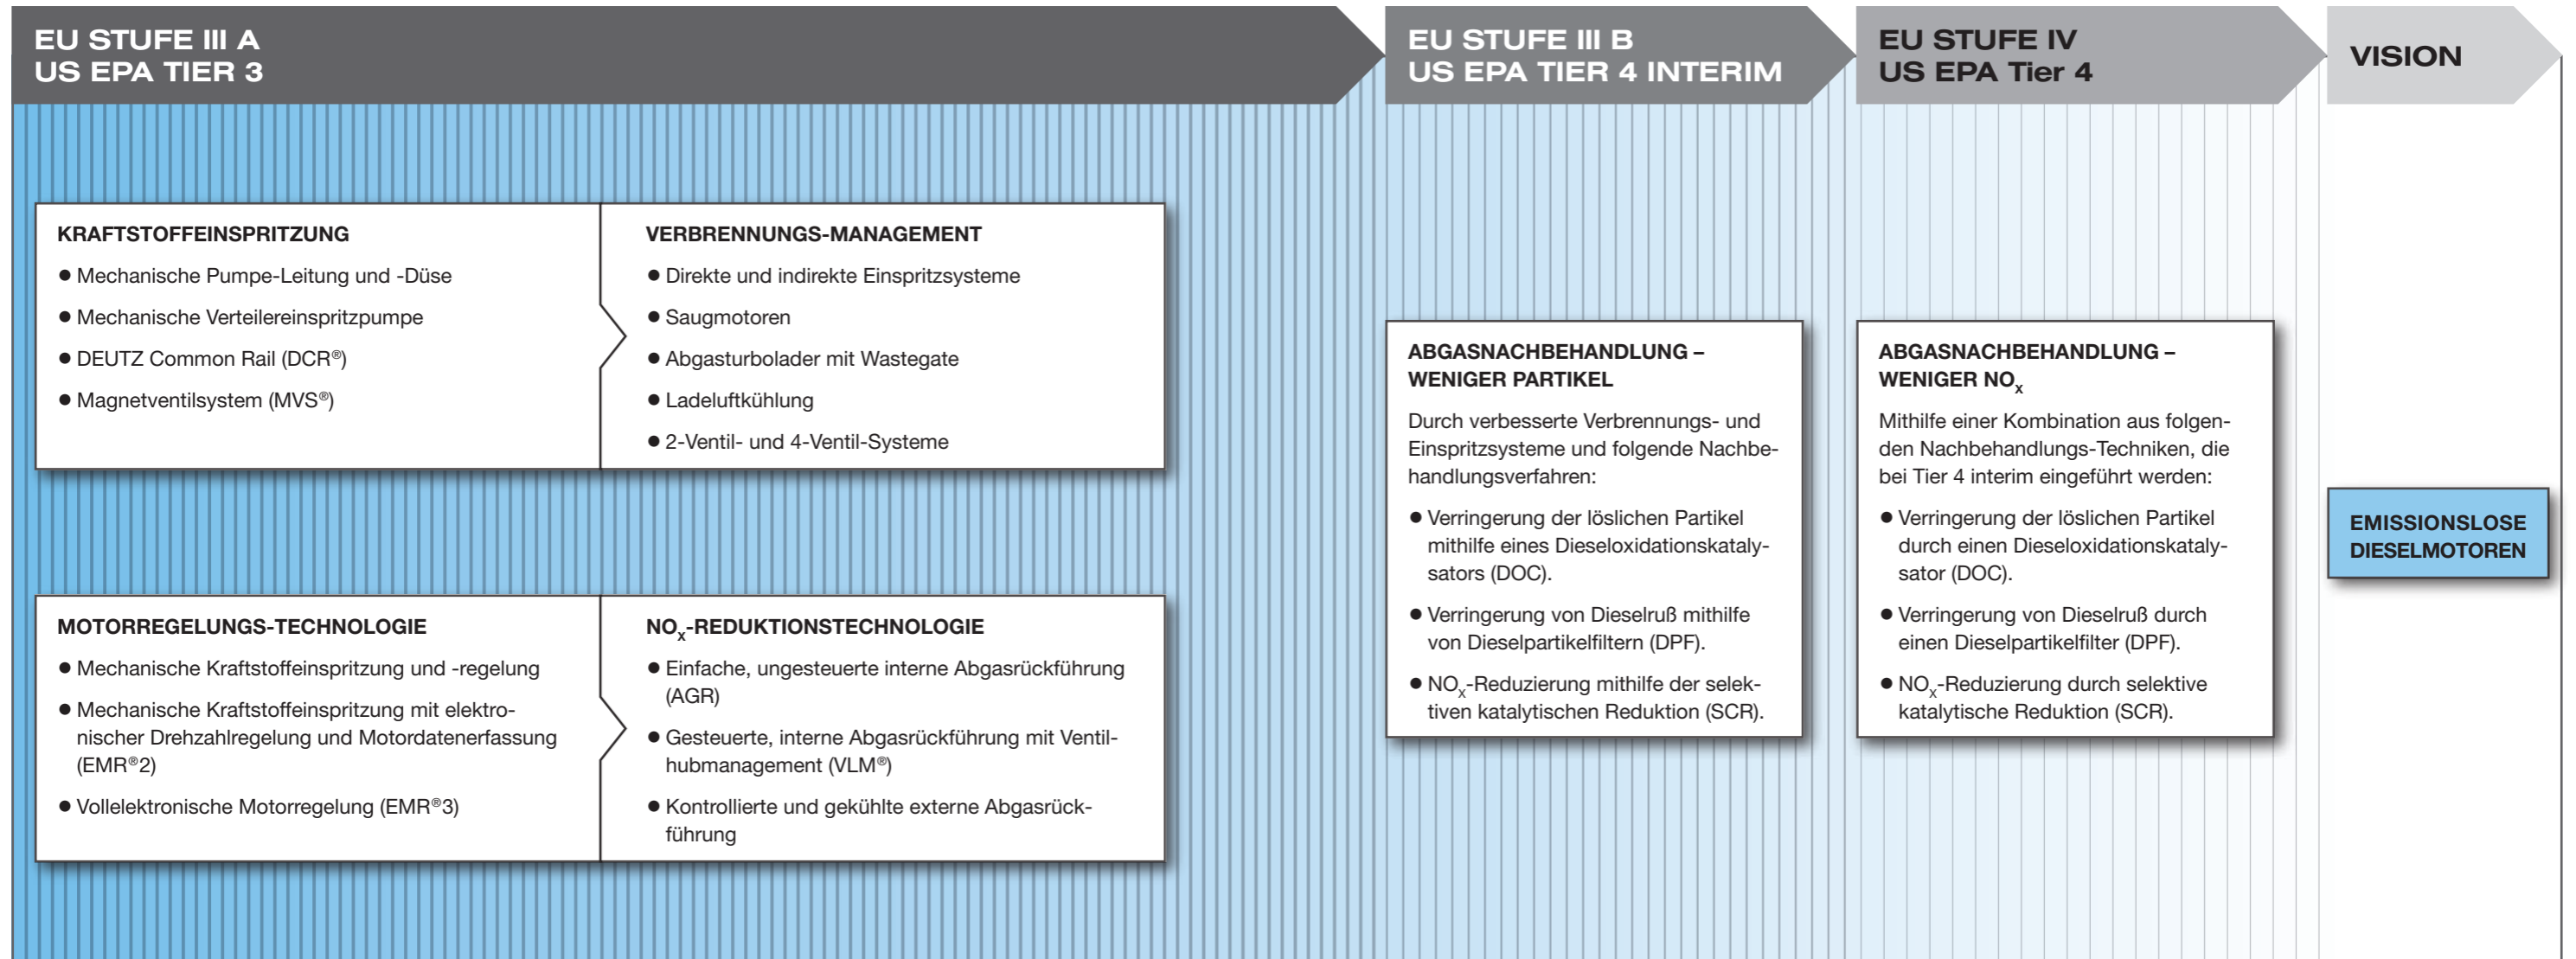 EU STUFE III A
US EPA TIER 3
EU STUFE III B
US EPA TIER 4 INTERIM
EU STUFE IV
US EPA Tier 4
VISION
KRAFTSTOFFEINSPRITZUNG
● Mechanische Pumpe-Leitung und -Düse
● Mechanische Verteilereinspritzpumpe
● DEUTZ Common Rail (DCR®)
● Magnetventilsystem (MVS®)
VERBRENNUNGS-MANAGEMENT
● Direkte und indirekte Einspritzsysteme
● Saugmotoren
● Abgasturbolader mit Wastegate
● Ladeluftkühlung
● 2-Ventil- und 4-Ventil-Systeme
MOTORREGELUNGS-TECHNOLOGIE
● Mechanische Kraftstoffeinspritzung und -regelung
● Mechanische Kraftstoffeinspritzung mit elektro-
nischer Drehzahlregelung und Motordatenerfassung
(EMR®2)
● Vollelektronische Motorregelung (EMR®3)
NOx-REDUKTIONSTECHNOLOGIE
● Einfache, ungesteuerte interne Abgasrückführung
(AGR)
● Gesteuerte, interne Abgasrückführung mit Ventil-
hubmanagement (VLM®)
● Kontrollierte und gekühlte externe Abgasrück-
führung
ABGASNACHBEHANDLUNG –
WENIGER PARTIKEL
Durch verbesserte Verbrennungs- und
Einspritzsysteme und folgende Nachbe-
handlungsverfahren:
● Verringerung der löslichen Partikel
mithilfe eines Dieseloxidationskataly-
sators (DOC).
● Verringerung von Dieselruß mithilfe
von Dieselpartikelfiltern (DPF).
● NOx-Reduzierung mithilfe der selek-
tiven katalytischen Reduktion (SCR).
ABGASNACHBEHANDLUNG –
WENIGER NOx
Mithilfe einer Kombination aus folgen-
den Nachbehandlungs-Techniken, die
bei Tier 4 interim eingeführt werden:
● Verringerung der löslichen Partikel
durch einen Dieseloxidationskataly-
sator (DOC).
● Verringerung von Dieselruß durch
einen Dieselpartikelfilter (DPF).
● NOx-Reduzierung durch selektive
katalytische Reduktion (SCR).
EMISSIONSLOSE
DIESELMOTOREN